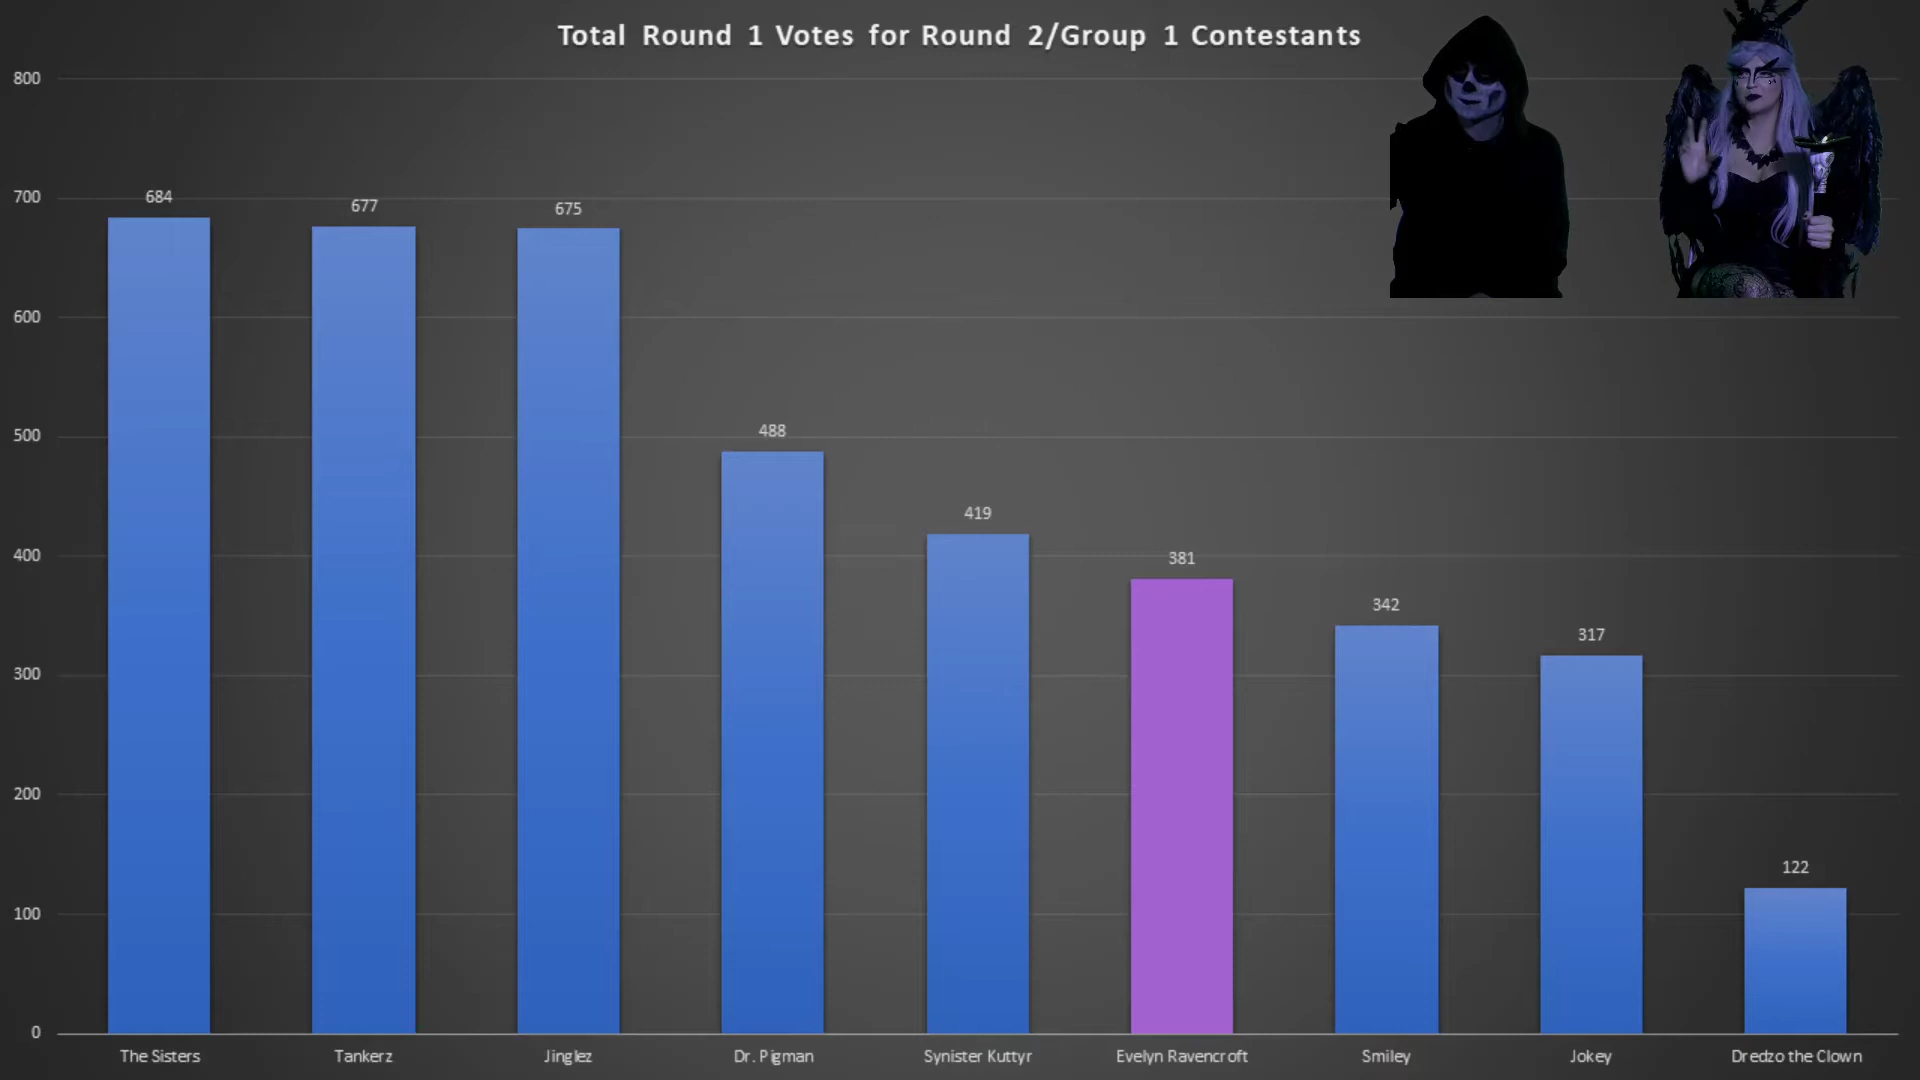 Total Round 1 Votes for Round 2/Group 1 Contestants
800
700
600
500
400
300
200
100
0
684
677
675
488
419
381
342
317
122
The Sisters
Tankerz
Jinglez
Dr. Pigman
Synister Kuttyr
Evelyn Ravencroft
Smiley
Jokey
Dredzo the Clown